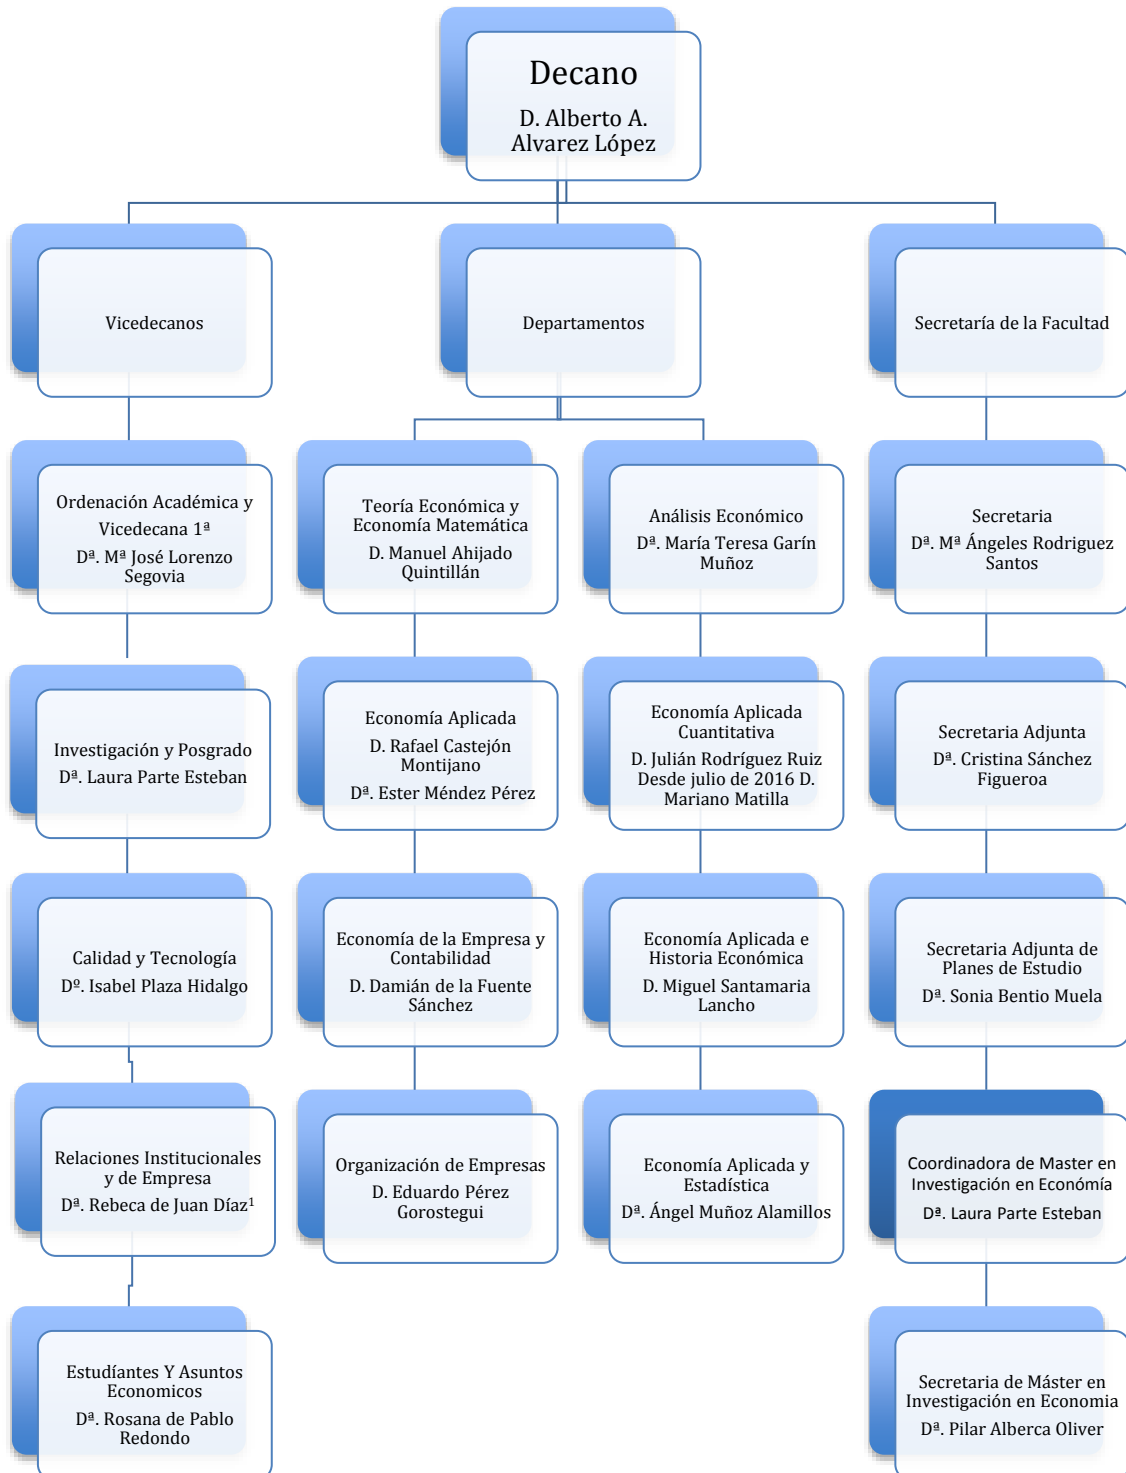 Decano
D. Alberto A.
Alvarez López
Vicedecanos
Departamentos
Secretaría de la Facultad
Ordenación Académica y
Vicedecana 1ª
Dª. Mª José Lorenzo
Segovia
Teoría Económica y
Economía Matemática
D. Manuel Ahijado
Quintillán
Análisis Económico
Dª. María Teresa Garín
Muñoz
Secretaria
Dª. Mª Ángeles Rodriguez
Santos
Investigación y Posgrado
Dª. Laura Parte Esteban
Economía Aplicada
D. Rafael Castejón
Montijano
Dª. Ester Méndez Pérez
Economía Aplicada
Cuantitativa
D. Julián Rodríguez Ruiz
Desde julio de 2016 D.
Mariano Matilla
Secretaria Adjunta
Dª. Cristina Sánchez
Figueroa
Calidad y Tecnología
Dº. Isabel Plaza Hidalgo
Economía de la Empresa y
Contabilidad
D. Damián de la Fuente
Sánchez
Economía Aplicada e
Historia Económica
D. Miguel Santamaria
Lancho
Secretaria Adjunta de
Planes de Estudio
Dª. Sonia Bentio Muela
Relaciones Institucionales
y de Empresa
Dª. Rebeca de Juan Díaz¹
Organización de Empresas
D. Eduardo Pérez
Gorostegui
Economía Aplicada y
Estadística
Dª. Ángel Muñoz Alamillos
Coordinadora de Master en
Investigación en Económía
Dª. Laura Parte Esteban
Estudíantes Y Asuntos
Economicos
Dª. Rosana de Pablo
Redondo
Secretaria de Máster en
Investigación en Economia
Dª. Pilar Alberca Oliver